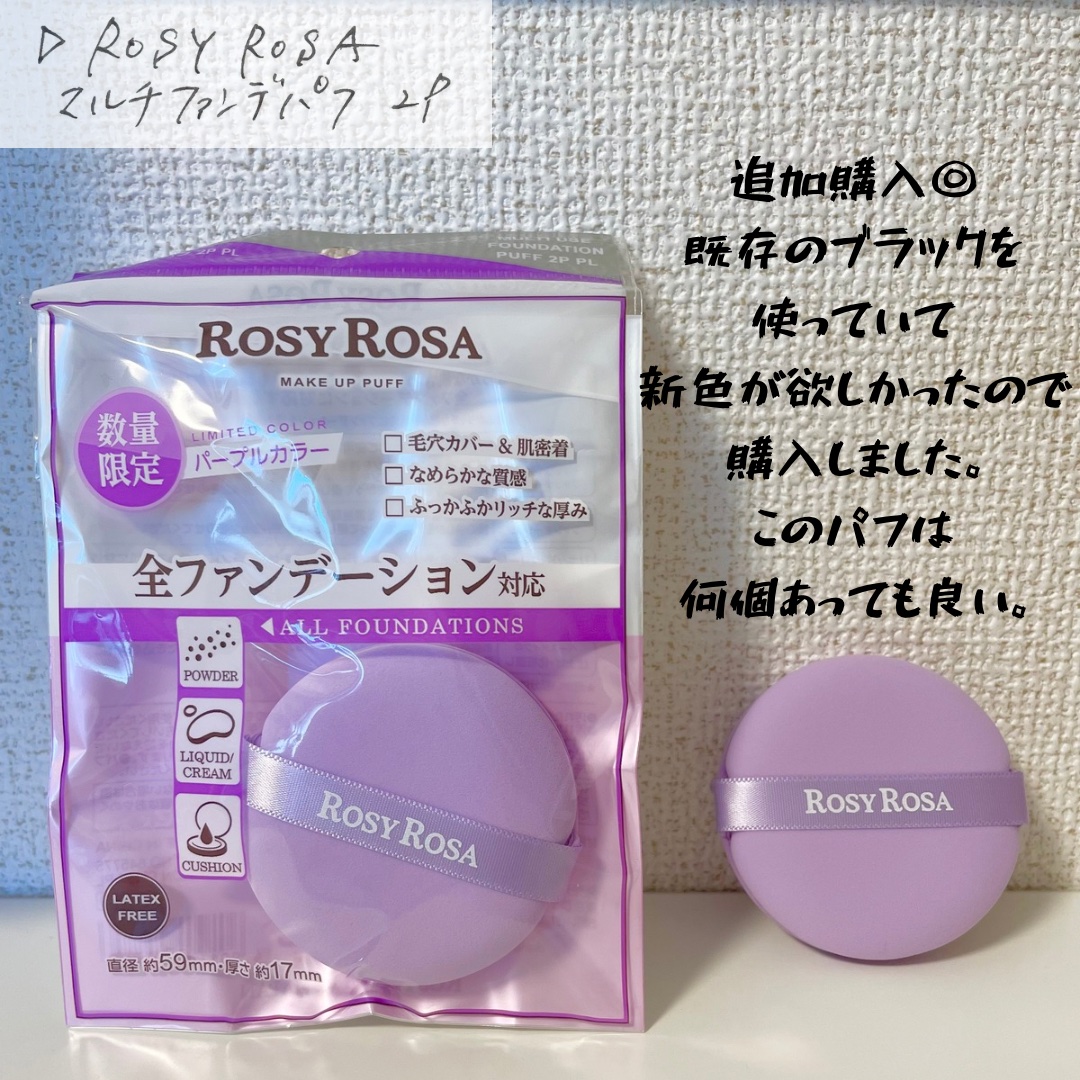 ▷ ROSY ROSA
マルチファンデパフ 2P
追加購入◎
既存のブラックを
使っていて
新色が欲しかったので
購入しました。
このパフは
何個あっても良い。
2P PL
MULTI USE
FOUNDATION
PUFF 2P PL
ROSY ROSA
MAKE UP PUFF
数量
限定
LIMITED COLOR
パープルカラー
□ 毛穴カバー & 肌密着
□ なめらかな質感
□ ふっかふかリッチな厚み
全ファンデーション対応
◀ALL FOUNDATIONS
POWDER
LIQUID/
CREAM
CUSHION
ROSY ROSA
LATEX
FREE
直径 約59mm・厚さ 約17mm
ROSY ROSA